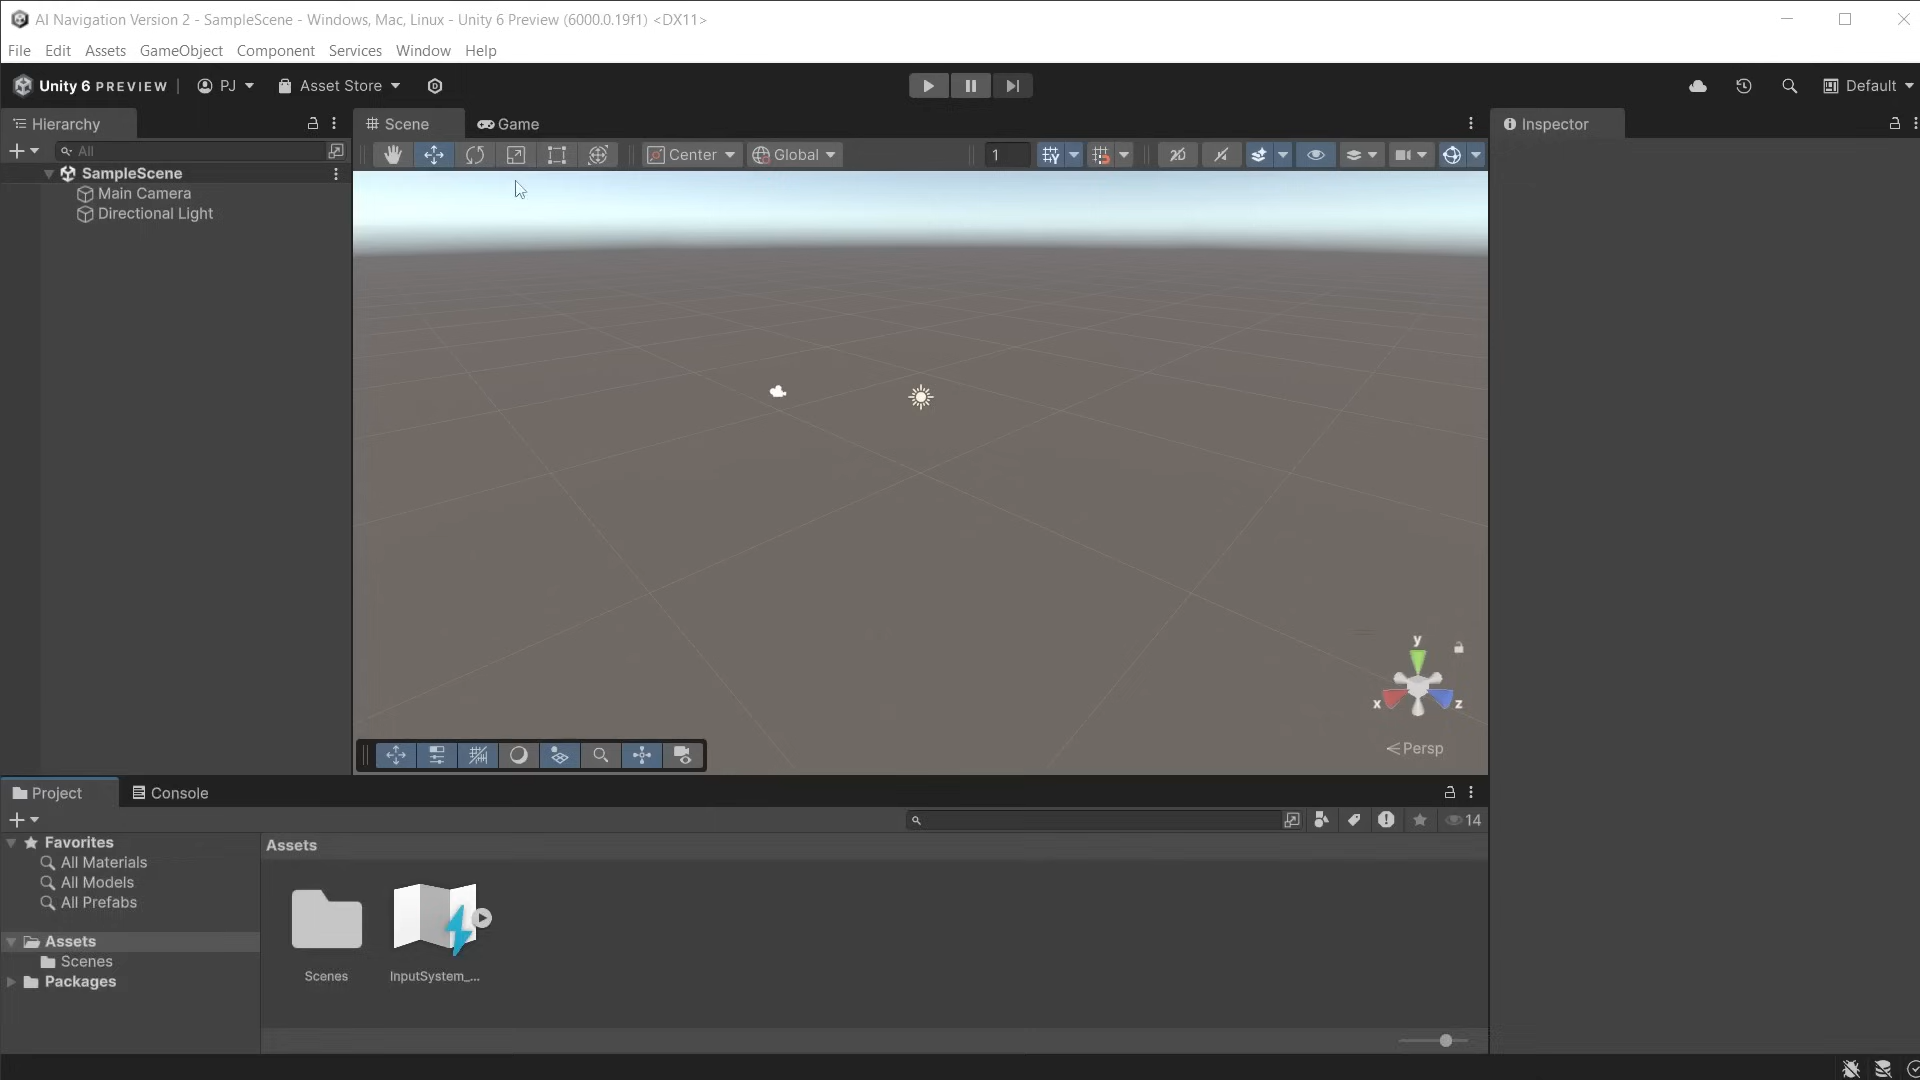 AI Navigation Version 2 - SampleScene - Windows, Mac, Linux - Unity 6 Preview (6000.0.19f1) <DX11>
File Edit Assets GameObject Component Services Window Help
Unity 6 PREVIEW PJ Asset Store Default
Hierarchy Scene Game Inspector
All Center Global 1 2D
SampleScene
Main Camera
Directional Light
y
x z
Persp
Project Console
14
Favorites Assets
All Materials
All Models
All Prefabs
Assets
Scenes
Packages
Scenes InputSystem_...